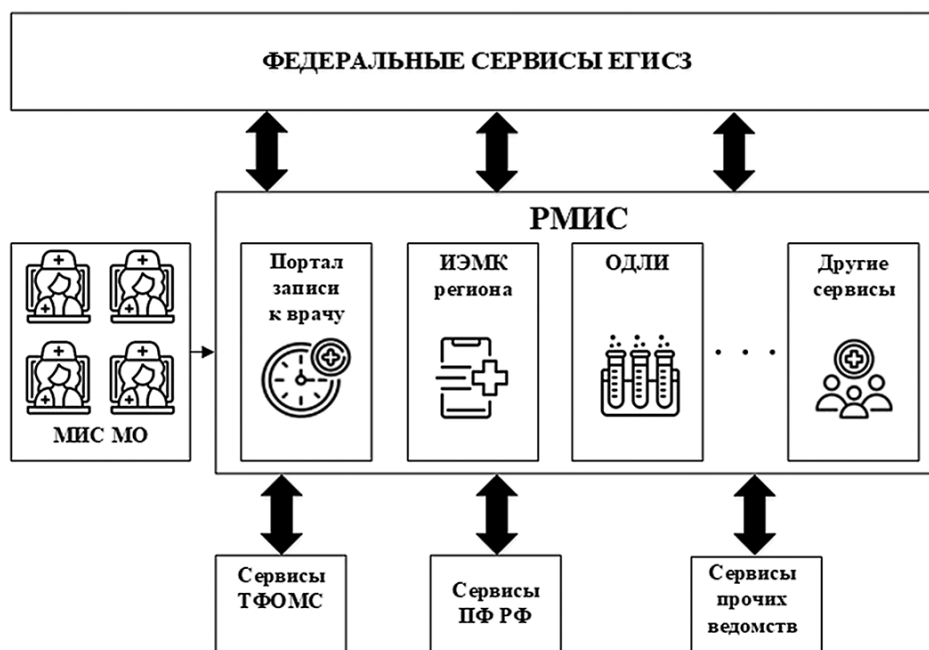 ФЕДЕРАЛЬНЫЕ СЕРВИСЫ ЕГИСЗ
РМИС
Портал
записи
к врачу
ИЭМК
региона
ОДЛИ
Другие
сервисы
МИС МО
Сервисы
ТФОМС
Сервисы
ПФ РФ
Сервисы
прочих
ведомств